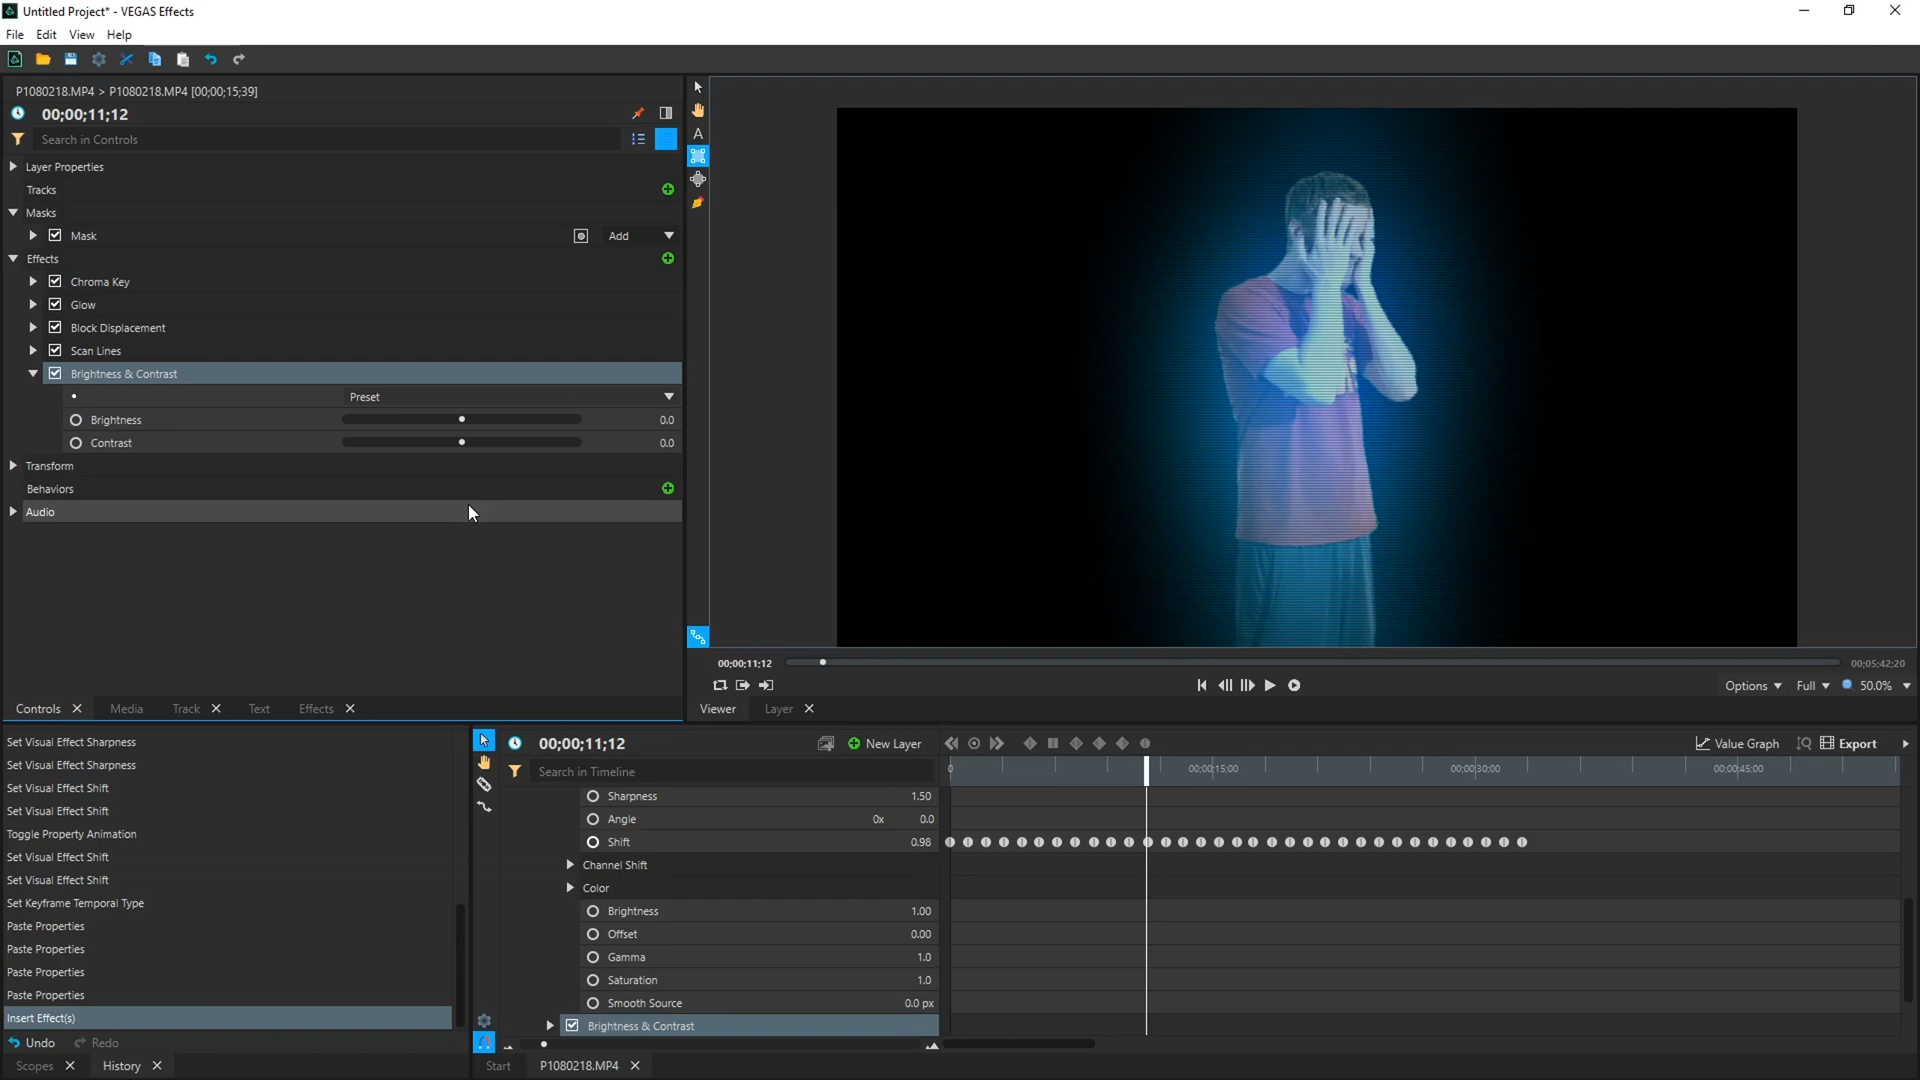 Untitled Project* - VEGAS Effects
File Edit View Help
P1080218.MP4 > P1080218.MP4 [00;00;15;39]
00;00;11;12
Search in Controls
Layer Properties
Tracks
Masks
Mask Add
Effects
Chroma Key
Glow
Block Displacement
Scan Lines
Brightness & Contrast
Preset
Brightness 0.0
Contrast 0.0
Transform
Behaviors
Audio
Controls Media Track Text Effects
A
00;00;11;12 00;05;42;20
Options Full 50.0%
Viewer Layer
Set Visual Effect Sharpness
Set Visual Effect Sharpness
Set Visual Effect Shift
Set Visual Effect Shift
Toggle Property Animation
Set Visual Effect Shift
Set Visual Effect Shift
Set Keyframe Temporal Type
Paste Properties
Paste Properties
Paste Properties
Paste Properties
Insert Effect(s)
Undo Redo
Scopes History
00;00;11;12 New Layer Value Graph Export
Search in Timeline
0 00;00;15;00 00;00;30;00 00;00;45;00
Sharpness 1.50
Angle 0x 0.0
Shift 0.98
Channel Shift
Color
Brightness 1.00
Offset 0.00
Gamma 1.0
Saturation 1.0
Smooth Source 0.0 px
Brightness & Contrast
Start P1080218.MP4